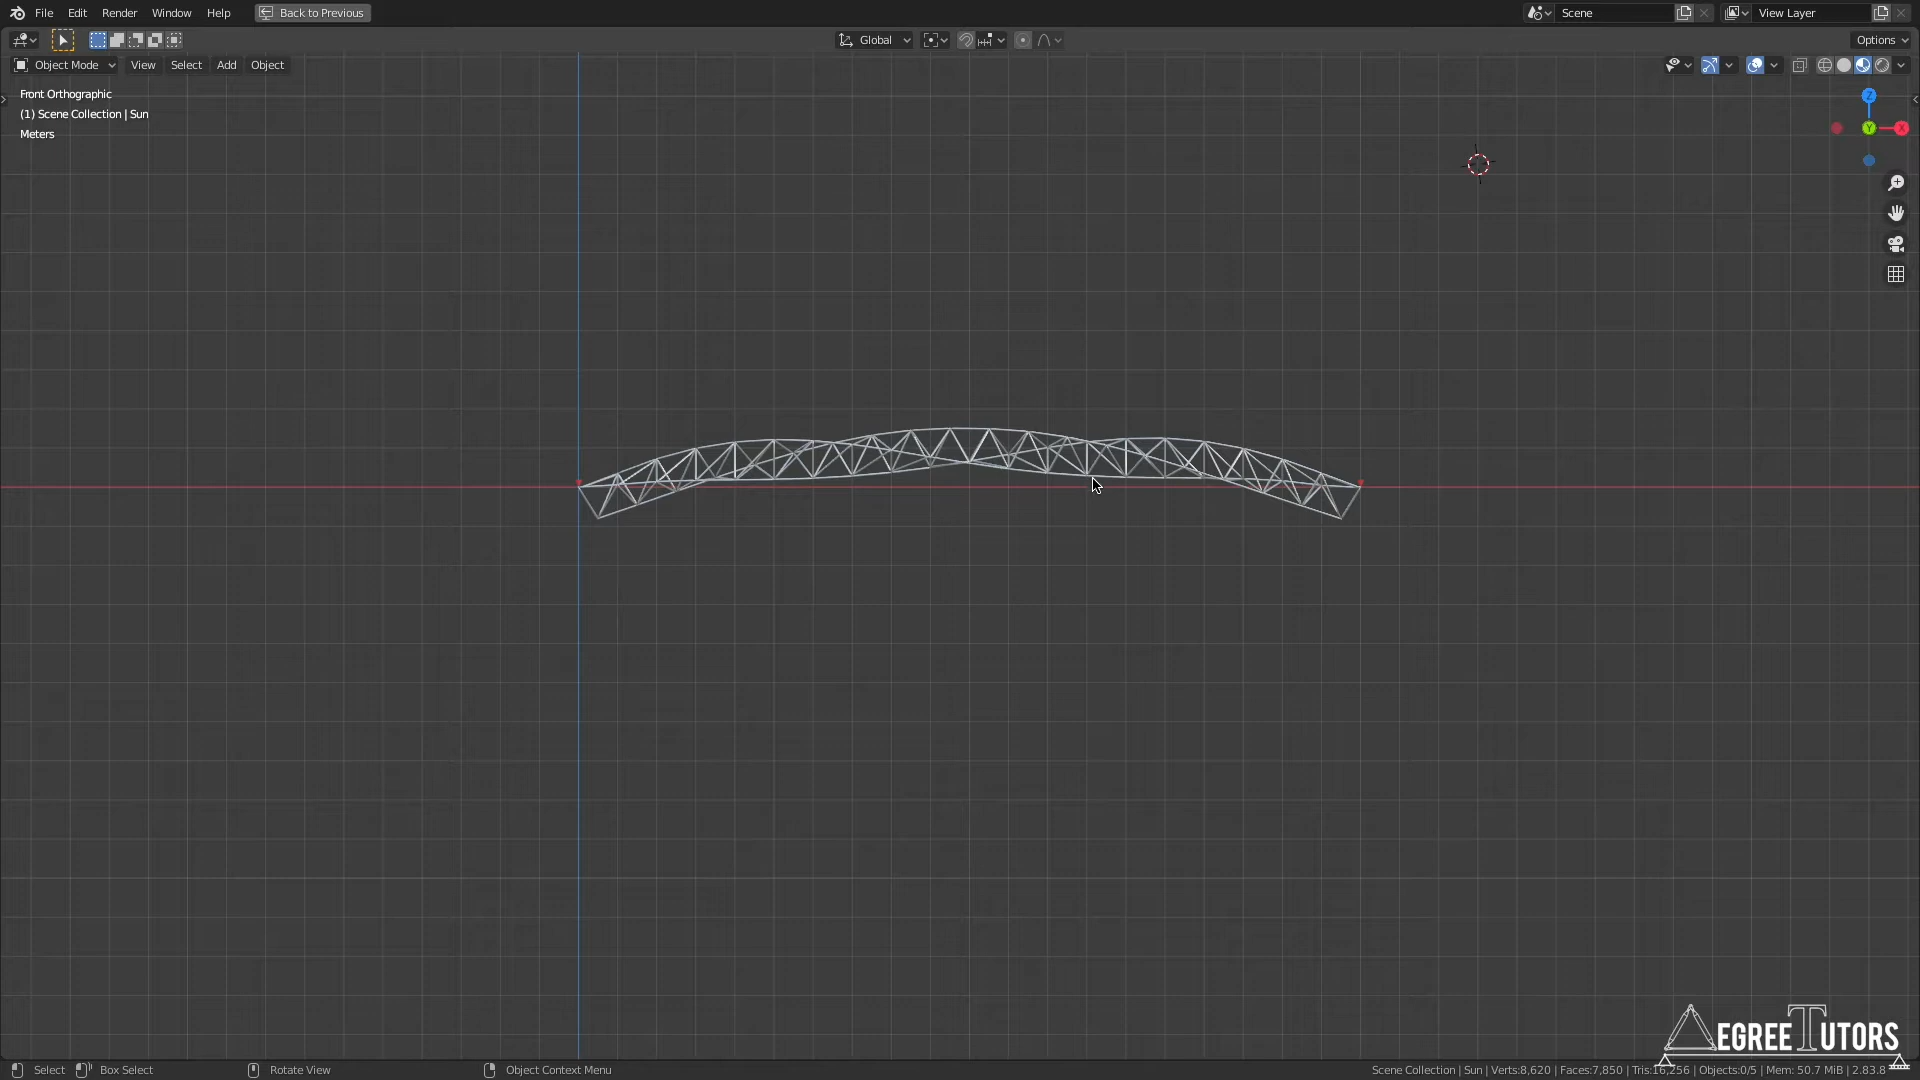 File Edit Render Window Help Back to Previous Scene View Layer
Global Options
Object Mode View Select Add Object
Front Orthographic
(1) Scene Collection | Sun
Meters
Z
Y
X
EGREE TUTORS
Select Box Select Rotate View Object Context Menu Scene Collection | Sun | Verts:8,620 | Faces:7,850 | Tris:16,256 | Objects:0/5 | Mem: 50.7 MiB | 2.83.8